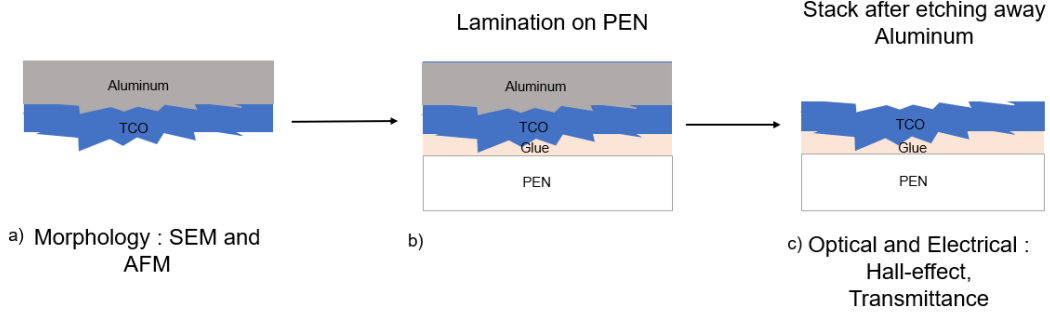 Aluminum
TCO
a) Morphology : SEM and
AFM
Lamination on PEN
Aluminum
TCO
Glue
PEN
b)
Stack after etching away
Aluminum
TCO
Glue
PEN
c) Optical and Electrical :
Hall-effect,
Transmittance